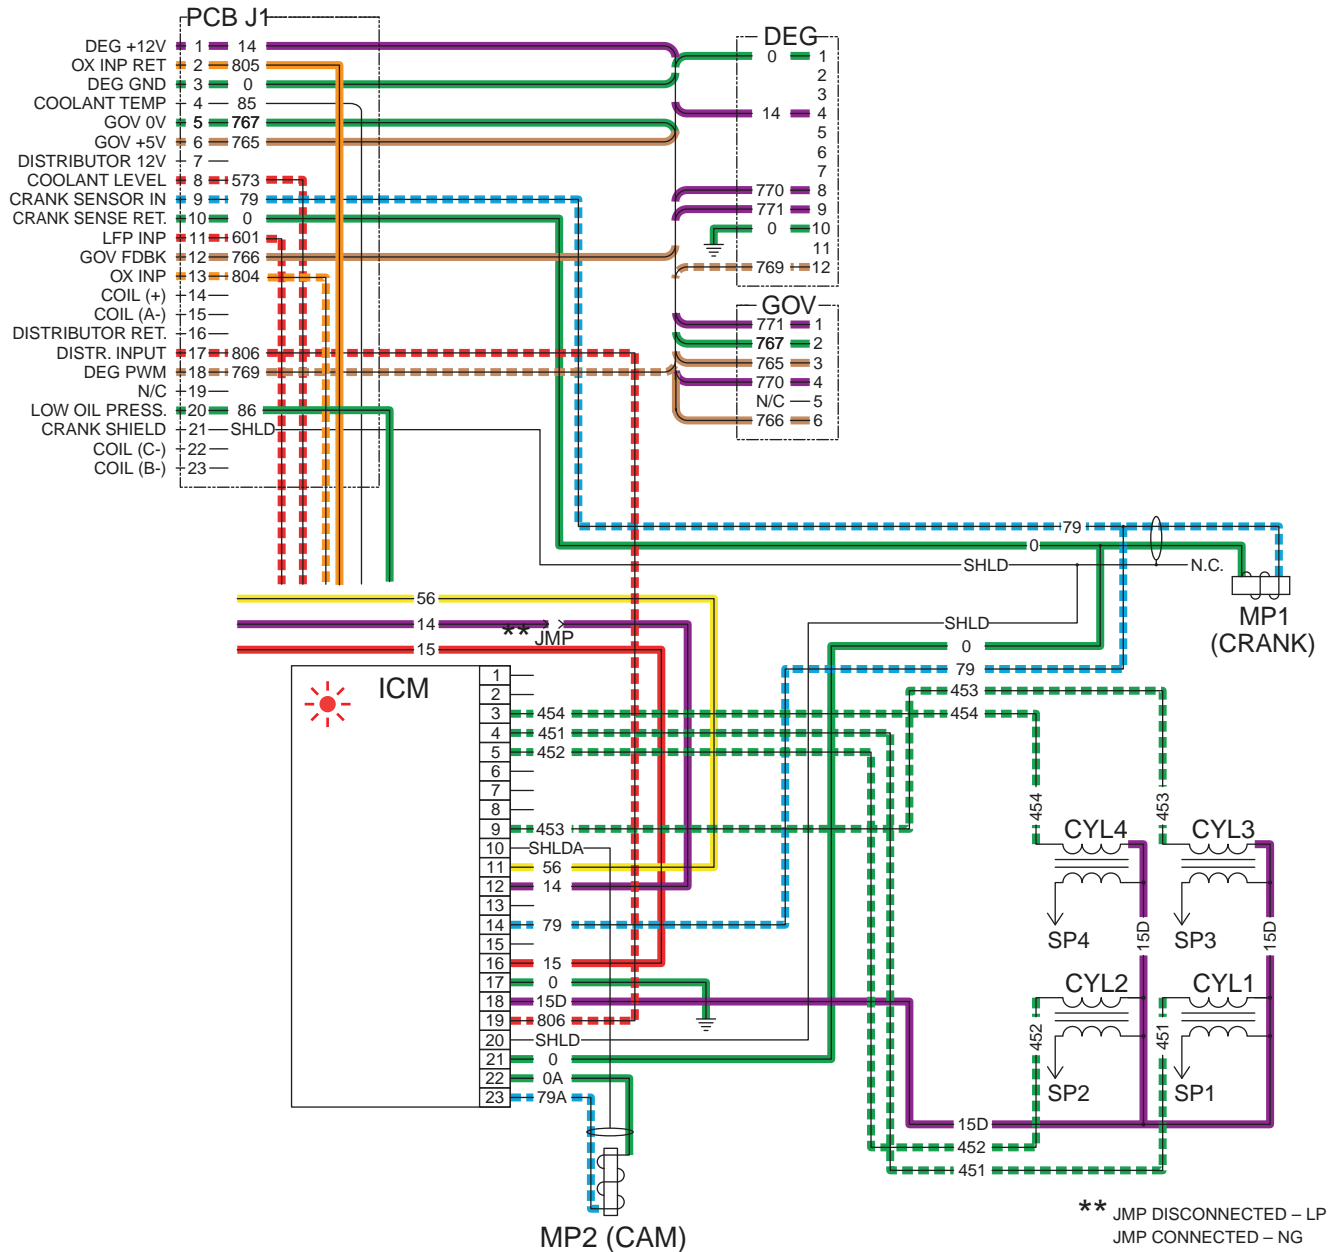 PCB J1
DEG +12V 1 14
OX INP RET 2 805
DEG GND 3 0
COOLANT TEMP 4 85
GOV 0V 5 767
GOV +5V 6 765
DISTRIBUTOR 12V 7
COOLANT LEVEL 8 573
CRANK SENSOR IN 9 79
CRANK SENSE RET. 10 0
LFP INP 11 601
GOV FDBK 12 766
OX INP 13 804
COIL (+) 14
COIL (A-) 15
DISTRIBUTOR RET. 16
DISTR. INPUT 17 806
DEG PWM 18 769
N/C 19
LOW OIL PRESS. 20 86
CRANK SHIELD 21 SHLD
COIL (C-) 22
COIL (B-) 23
DEG
0 1
2
3
14 4
5
6
7
770 8
771 9
0 10
11
769 12
GOV
771 1
767 2
765 3
770 4
N/C 5
766 6
79
0
SHLD
N.C.
MP1
(CRANK)
56
14
** JMP
15
SHLD
0
79
453
454
ICM
1
2
3 454
4 451
5 452
6
7
8
9 453
10 SHLDA
11 56
12 14
13
14 79
15
16 15
17 0
18 15D
19 806
20 SHLD
21 0
22 0A
23 79A
454
453
CYL4
CYL3
SP4
15D
SP3
15D
CYL2
CYL1
452
451
SP2
SP1
15D
452
451
MP2 (CAM)
** JMP DISCONNECTED – LP
JMP CONNECTED – NG